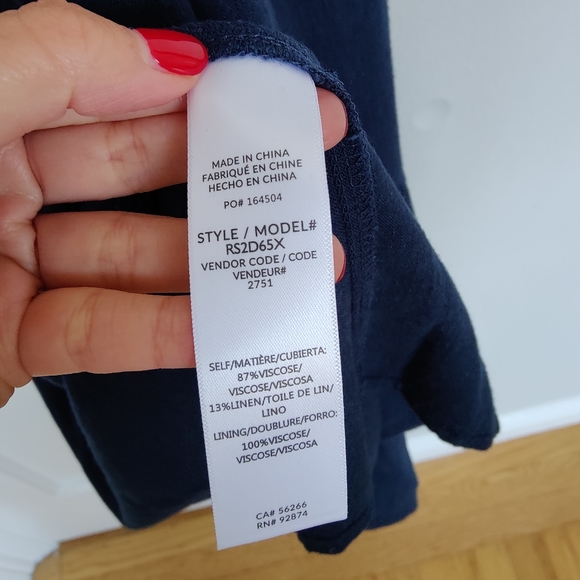 MADE IN CHINA
FABRIQUÉ EN CHINE
HECHO EN CHINA
PO# 164504
STYLE / MODEL#
RS2D65X
VENDOR CODE / CODE
VENDEUR#
2751
SELF/MATIÈRE/CUBIERTA:
87%VISCOSE/
VISCOSE/VISCOSA
13%LINEN/TOILE DE LIN/
LINO
LINING/DOUBLURE/FORRO:
100%VISCOSE/
VISCOSE/VISCOSA
CA# 56266
RN# 92874